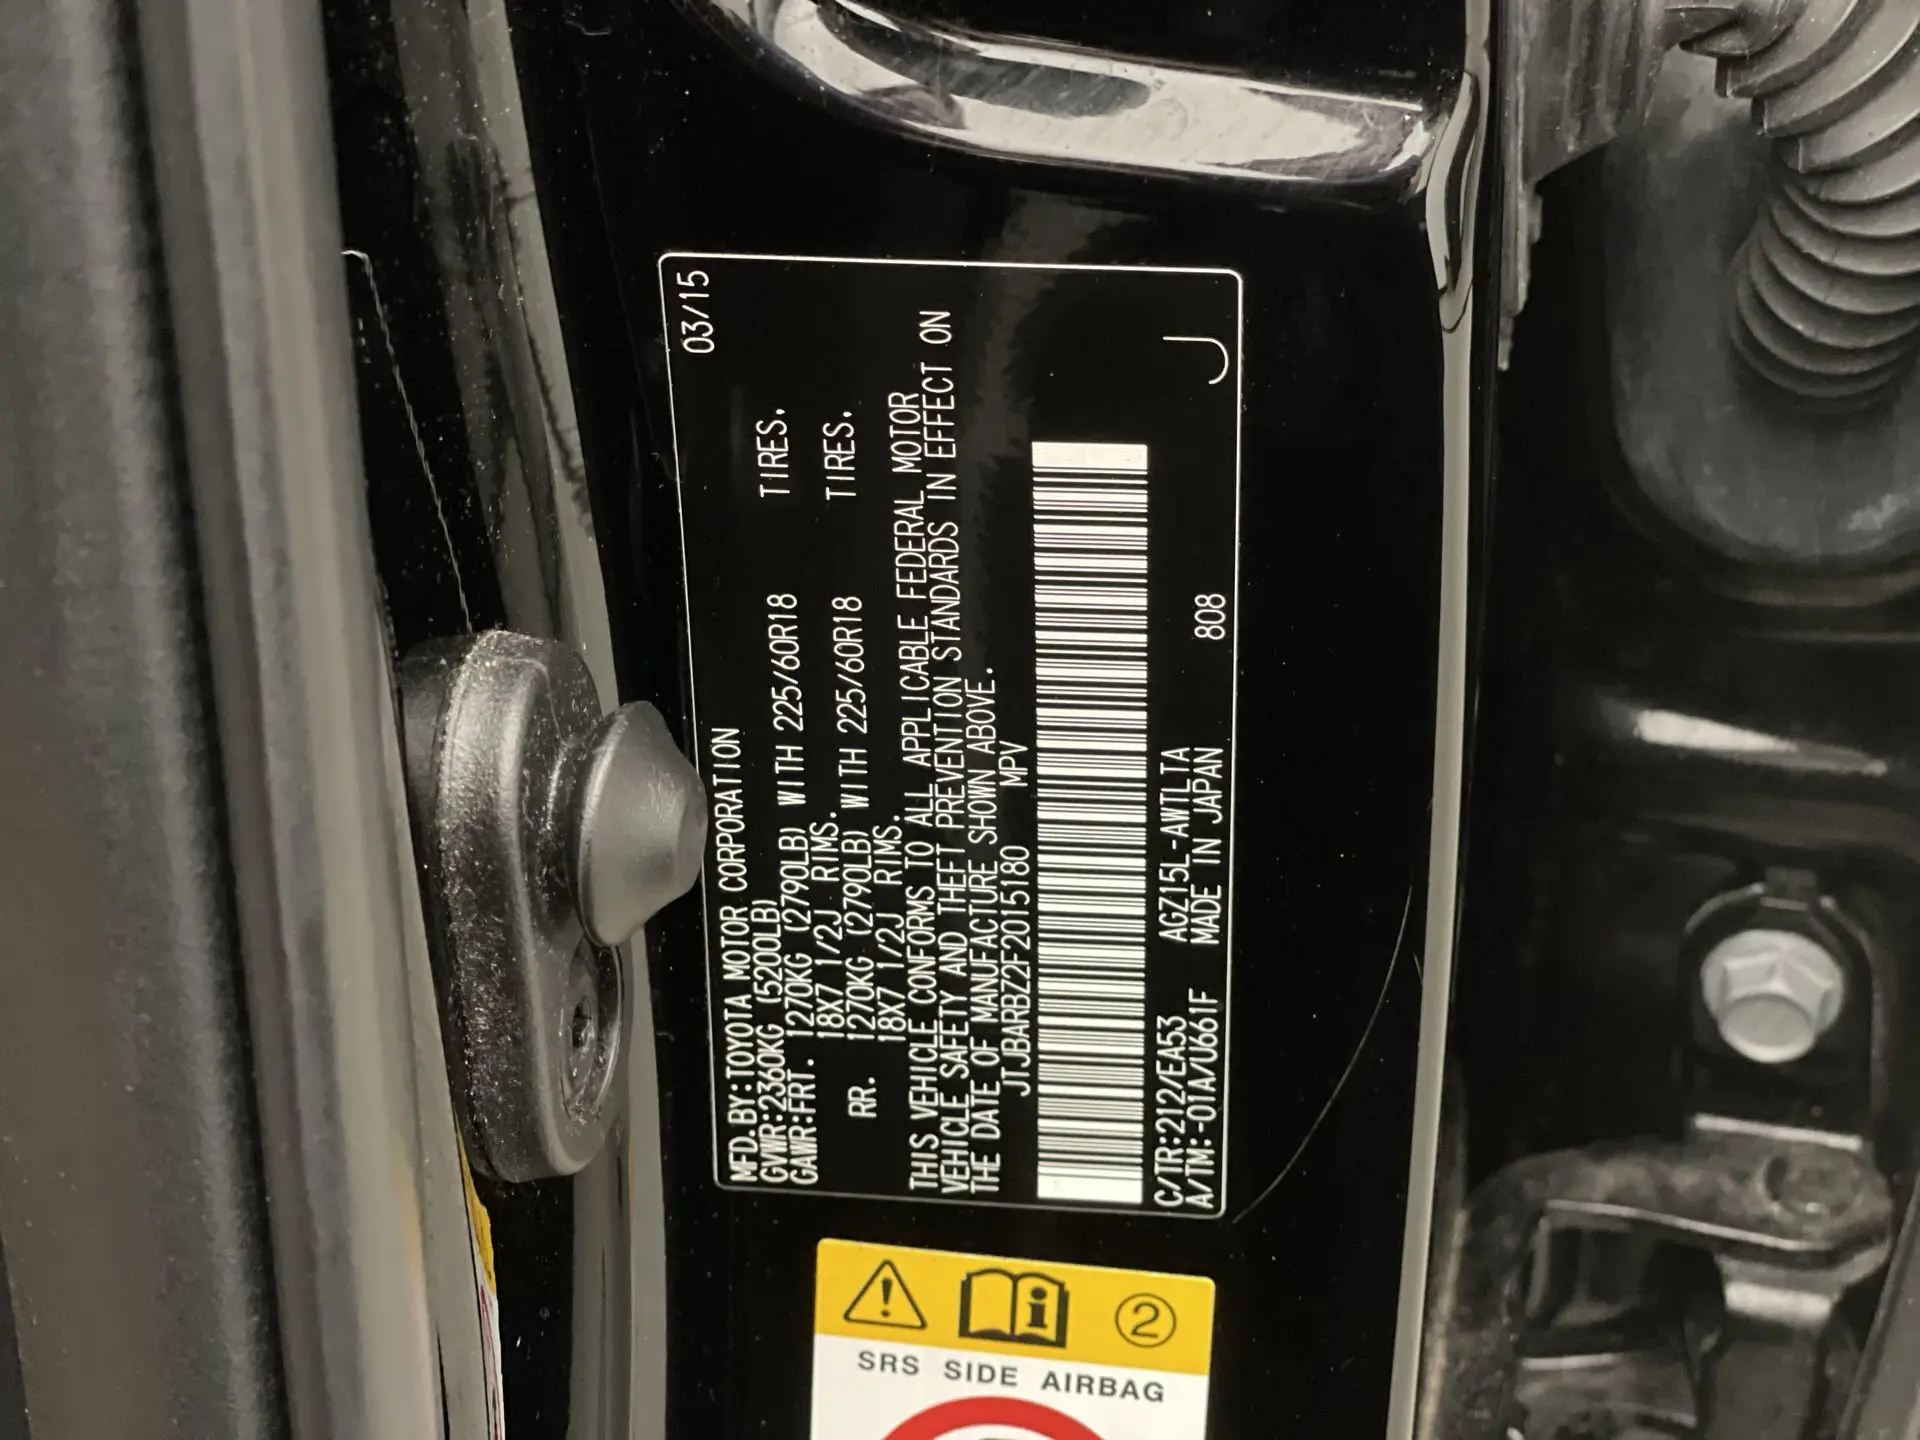 03/15
MFD.BY:TOYOTA MOTOR CORPORATION
GVWR:2360KG (5200LB)
GAWR:FRT. 1270KG (2790LB) WITH 225/60R18 TIRES.
18X7 1/2J RIMS.
RR. 1270KG (2790LB) WITH 225/60R18 TIRES.
18X7 1/2J RIMS.
THIS VEHICLE CONFORMS TO ALL APPLICABLE FEDERAL MOTOR
VEHICLE SAFETY AND THEFT PREVENTION STANDARDS IN EFFECT ON
THE DATE OF MANUFACTURE SHOWN ABOVE.
JTJBARBZ2F2015180 MPV
C/TR:212/EA53 AGZ15L-AWTLTA
A/TM:-01A/U661F MADE IN JAPAN 808 J
2
SRS SIDE AIRBAG